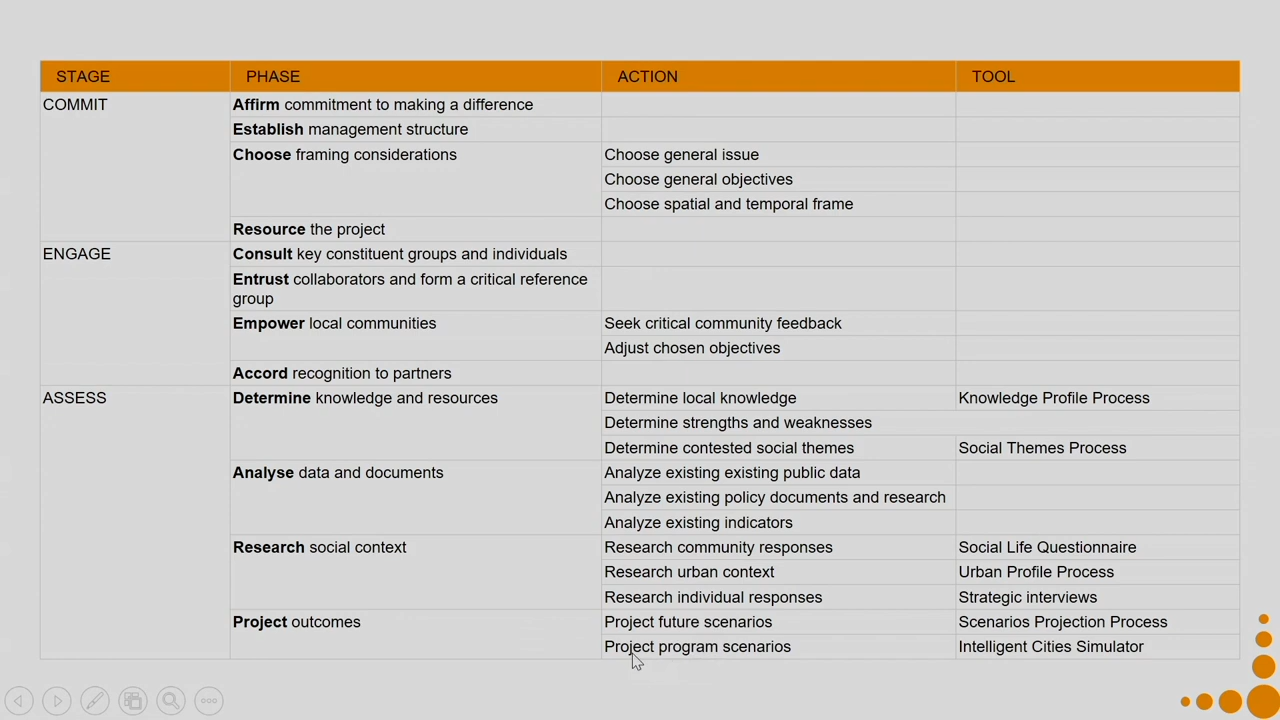 STAGE PHASE ACTION TOOL
COMMIT Affirm commitment to making a difference
Establish management structure
Choose framing considerations Choose general issue
Choose general objectives
Choose spatial and temporal frame
Resource the project
ENGAGE Consult key constituent groups and individuals
Entrust collaborators and form a critical reference
group
Empower local communities Seek critical community feedback
Adjust chosen objectives
Accord recognition to partners
ASSESS Determine knowledge and resources Determine local knowledge Knowledge Profile Process
Determine strengths and weaknesses
Determine contested social themes Social Themes Process
Analyse data and documents Analyze existing existing public data
Analyze existing policy documents and research
Analyze existing indicators
Research social context Research community responses Social Life Questionnaire
Research urban context Urban Profile Process
Research individual responses Strategic interviews
Project outcomes Project future scenarios Scenarios Projection Process
Project program scenarios Intelligent Cities Simulator